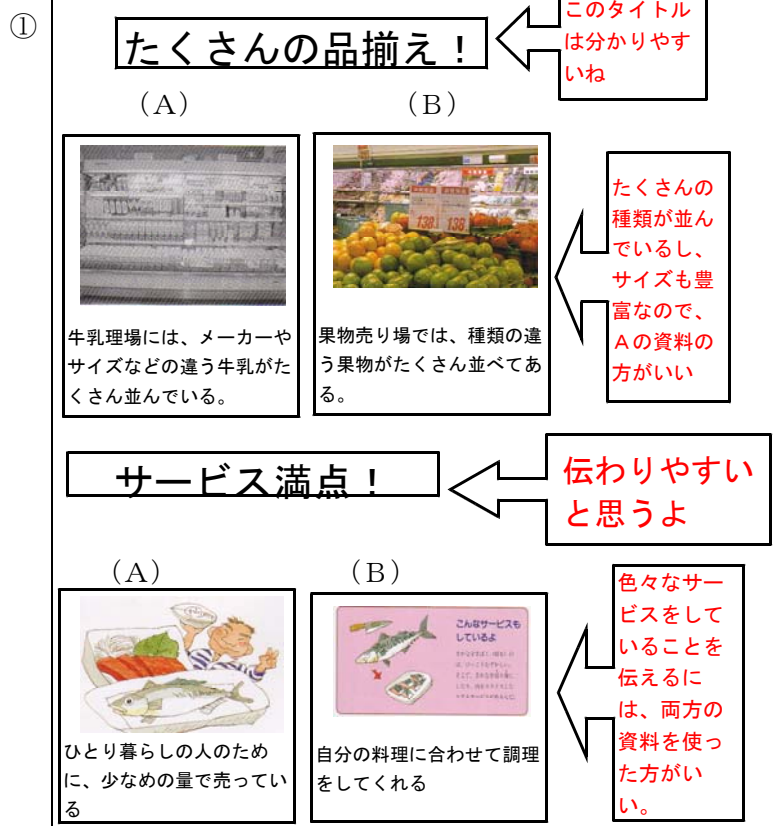 ①
たくさんの品揃え！
このタイトル
は分かりやす
いね
（A）
（B）
138
138
牛乳理場には、メーカーや
サイズなどの違う牛乳がた
くさん並んでいる。
果物売り場では、種類の違
う果物がたくさん並べてあ
る。
たくさんの
種類が並ん
でいるし、
サイズも豊
富なので、
Ａの資料の
方がいい
サービス満点！
伝わりやすい
と思うよ
（A）
（B）
こんなサービスも
しているよ
ひとり暮らしの人のため
に、少なめの量で売ってい
る
自分の料理に合わせて調理
をしてくれる
色々なサー
ビスをして
いることを
伝えるに
は、両方の
資料を使っ
た方がい
い。